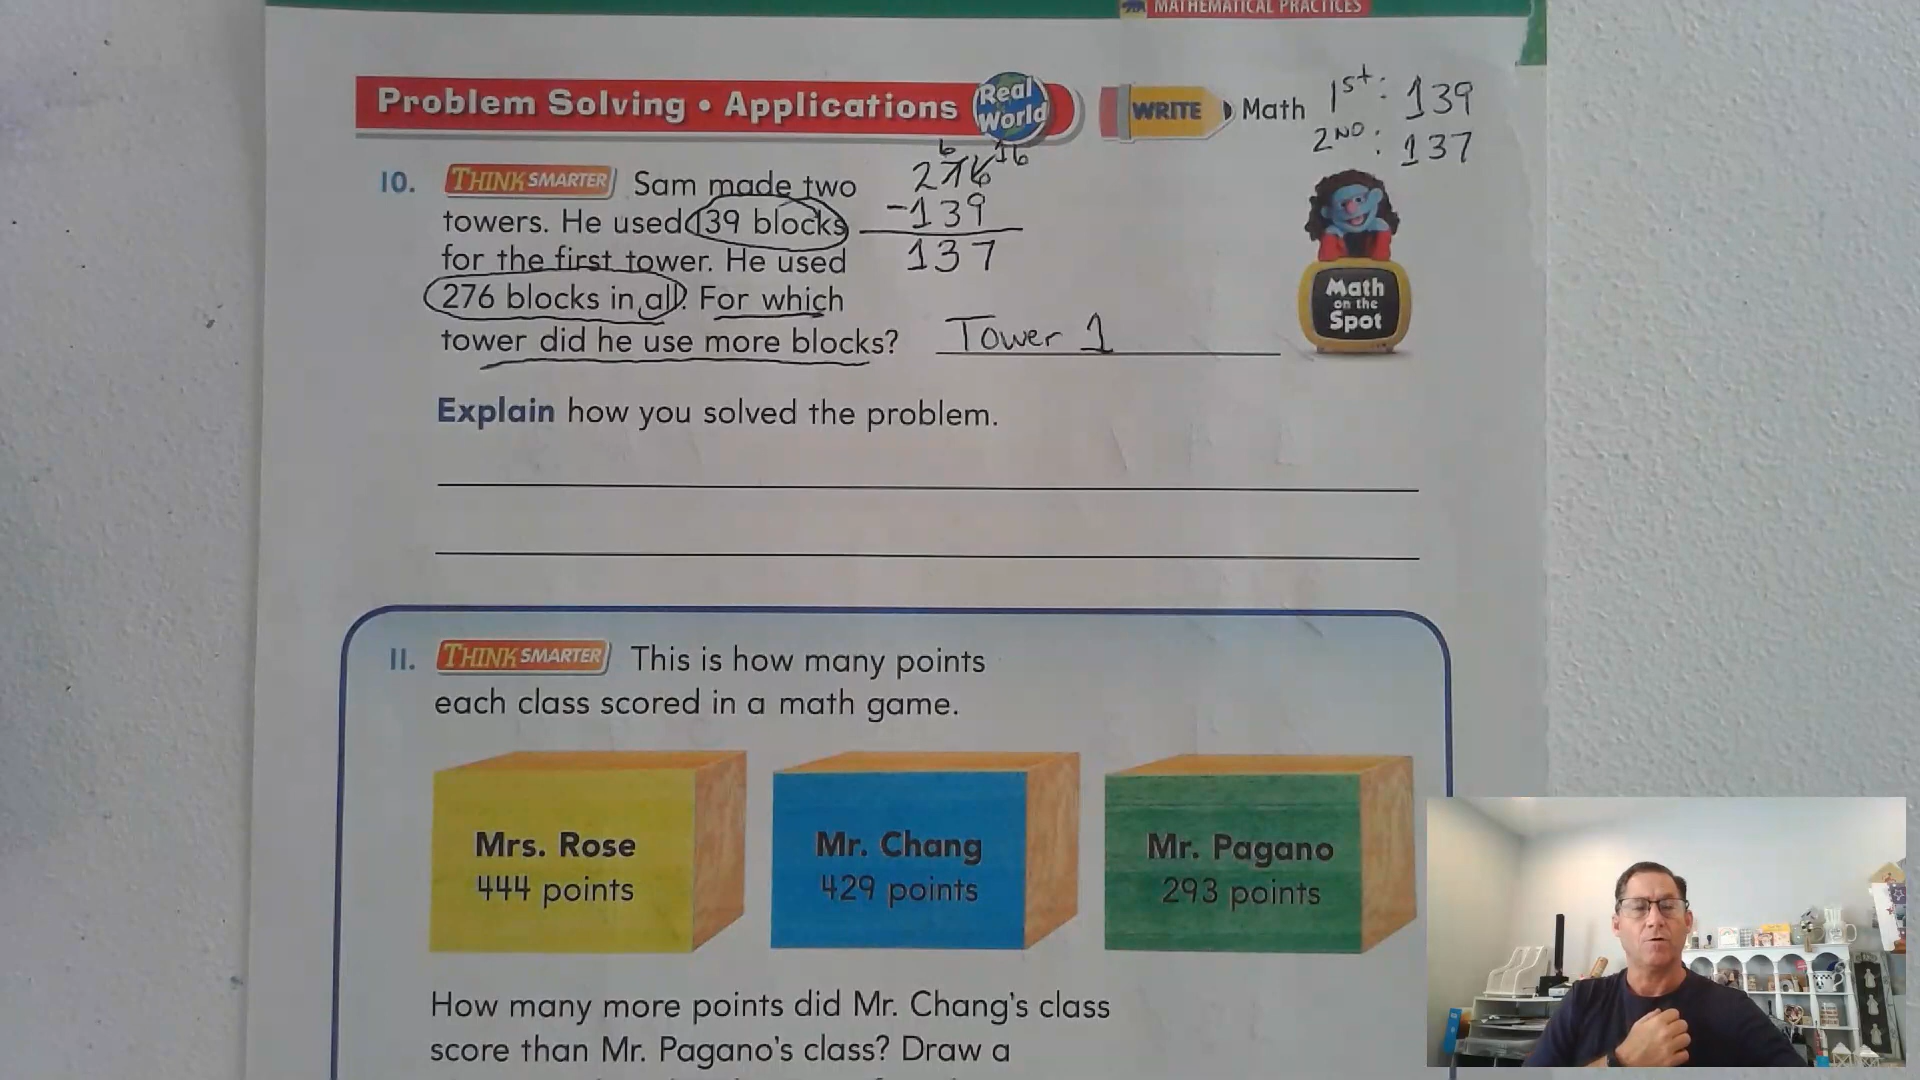 MATHEMATICAL PRACTICES
Problem Solving • Applications Real World WRITE Math
1st: 139
2ND: 137
10. THINK SMARTER Sam made two
towers. He used 139 blocks
for the first tower. He used
276 blocks in all. For which
tower did he use more blocks? Tower 1
6 16
276
-139
137
Math
on the
Spot
Explain how you solved the problem.
11. THINK SMARTER This is how many points
each class scored in a math game.
Mrs. Rose
444 points
Mr. Chang
429 points
Mr. Pagano
293 points
How many more points did Mr. Chang's class
score than Mr. Pagano's class? Draw a